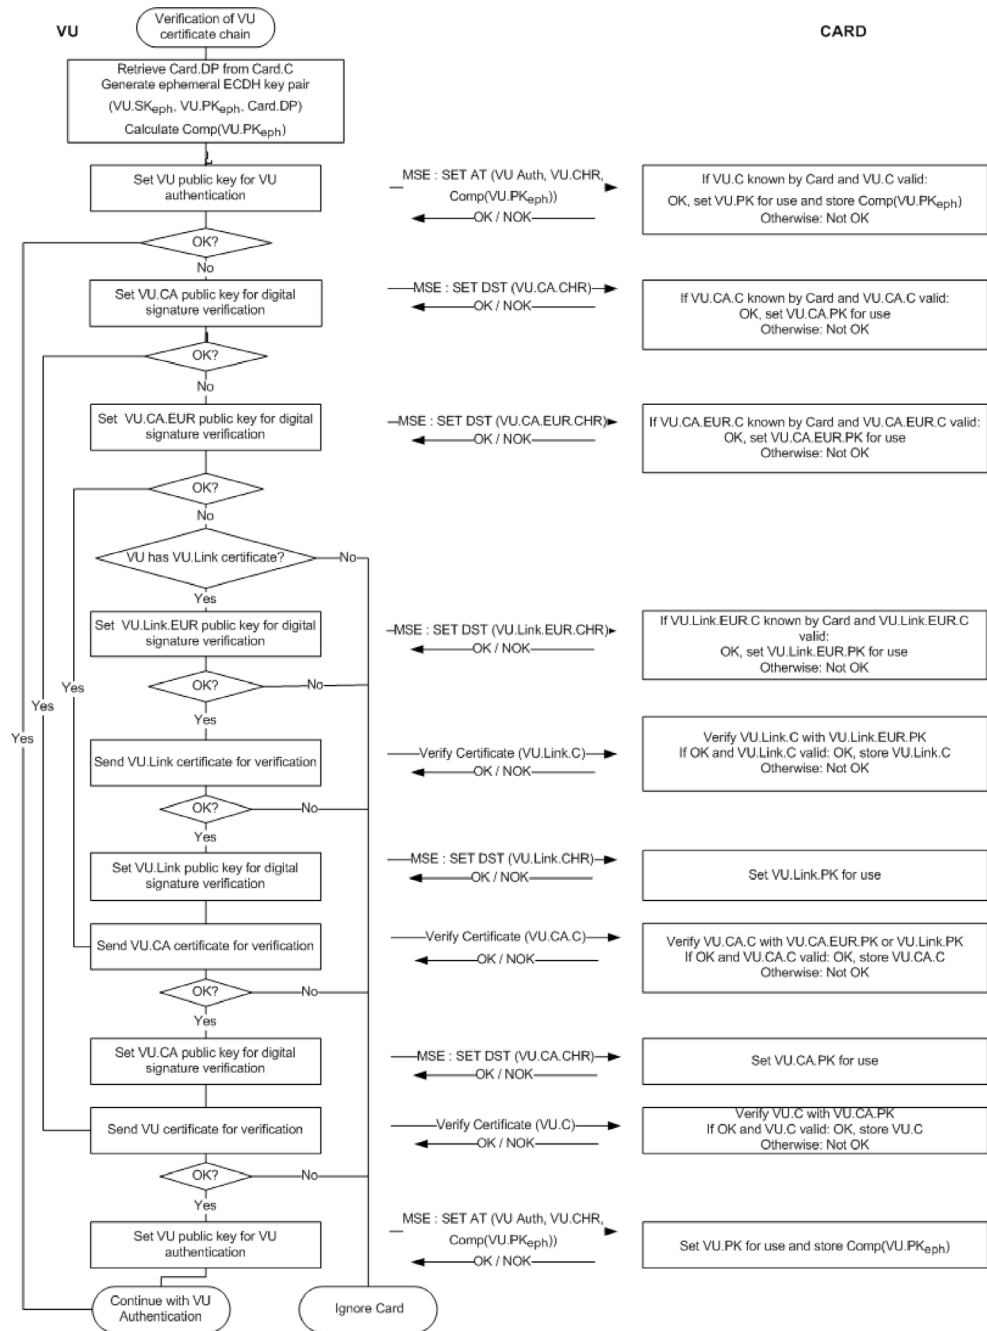 VU
CARD
Verification of VU
certificate chain
Retrieve Card.DP from Card.C
Generate ephemeral ECDH key pair
(VU.SKeph, VU.PKeph, Card.DP)
Calculate Comp(VU.PKeph)
Set VU public key for VU
authentication
MSE : SET AT (VU Auth, VU.CHR,
Comp(VU.PKeph))
OK / NOK
If VU.C known by Card and VU.C valid:
OK, set VU.PK for use and store Comp(VU.PKeph)
Otherwise: Not OK
OK?
No
Set VU.CA public key for digital
signature verification
MSE : SET DST (VU.CA.CHR)
OK / NOK
If VU.CA.C known by Card and VU.CA.C valid:
OK, set VU.CA.PK for use
Otherwise: Not OK
OK?
No
Set VU.CA.EUR public key for digital
signature verification
MSE : SET DST (VU.CA.EUR.CHR)
OK / NOK
If VU.CA.EUR.C known by Card and VU.CA.EUR.C valid:
OK, set VU.CA.EUR.PK for use
Otherwise: Not OK
OK?
No
VU has VU.Link certificate?
No
Yes
Set VU.Link.EUR public key for digital
signature verification
MSE : SET DST (VU.Link.EUR.CHR)
OK / NOK
If VU.Link.EUR.C known by Card and VU.Link.EUR.C
valid:
OK, set VU.Link.EUR.PK for use
Otherwise: Not OK
OK?
No
Yes
Yes
Yes
Yes
Send VU.Link certificate for verification
Verify Certificate (VU.Link.C)
OK / NOK
Verify VU.Link.C with VU.Link.EUR.PK
If OK and VU.Link.C valid: OK, store VU.Link.C
Otherwise: Not OK
OK?
No
Yes
Set VU.Link public key for digital
signature verification
MSE : SET DST (VU.Link.CHR)
OK / NOK
Set VU.Link.PK for use
Send VU.CA certificate for verification
Verify Certificate (VU.CA.C)
OK / NOK
Verify VU.CA.C with VU.CA.EUR.PK or VU.Link.PK
If OK and VU.CA.C valid: OK, store VU.CA.C
Otherwise: Not OK
OK?
No
Yes
Set VU.CA public key for digital
signature verification
MSE : SET DST (VU.CA.CHR)
OK / NOK
Set VU.CA.PK for use
Send VU certificate for verification
Verify Certificate (VU.C)
OK / NOK
Verify VU.C with VU.CA.PK
If OK and VU.C valid: OK, store VU.C
Otherwise: Not OK
OK?
No
Yes
Set VU public key for VU
authentication
MSE : SET AT (VU Auth, VU.CHR,
Comp(VU.PKeph))
OK / NOK
Set VU.PK for use and store Comp(VU.PKeph)
Continue with VU
Authentication
Ignore Card